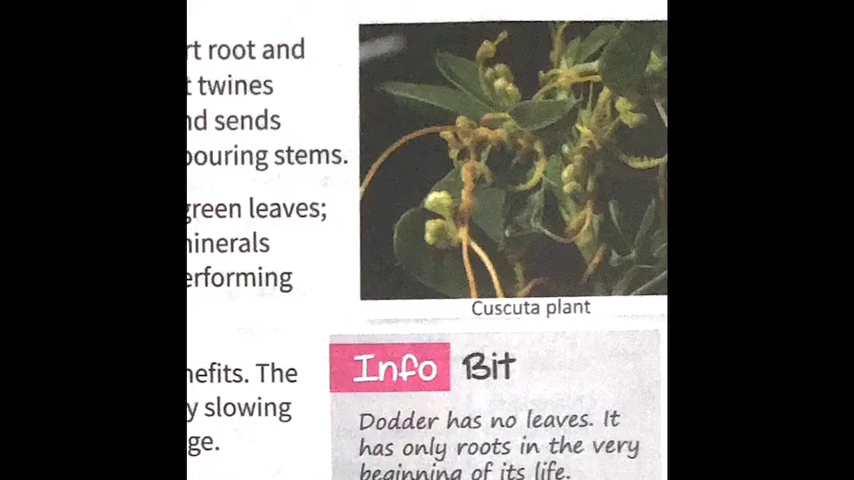 rt root and
twines
nd sends
bouring stems.
green leaves;
minerals
erforming
nefits. The
y slowing
ge.
Cuscuta plant
Info Bit
Dodder has no leaves. It
has only roots in the very
beginning of its life.